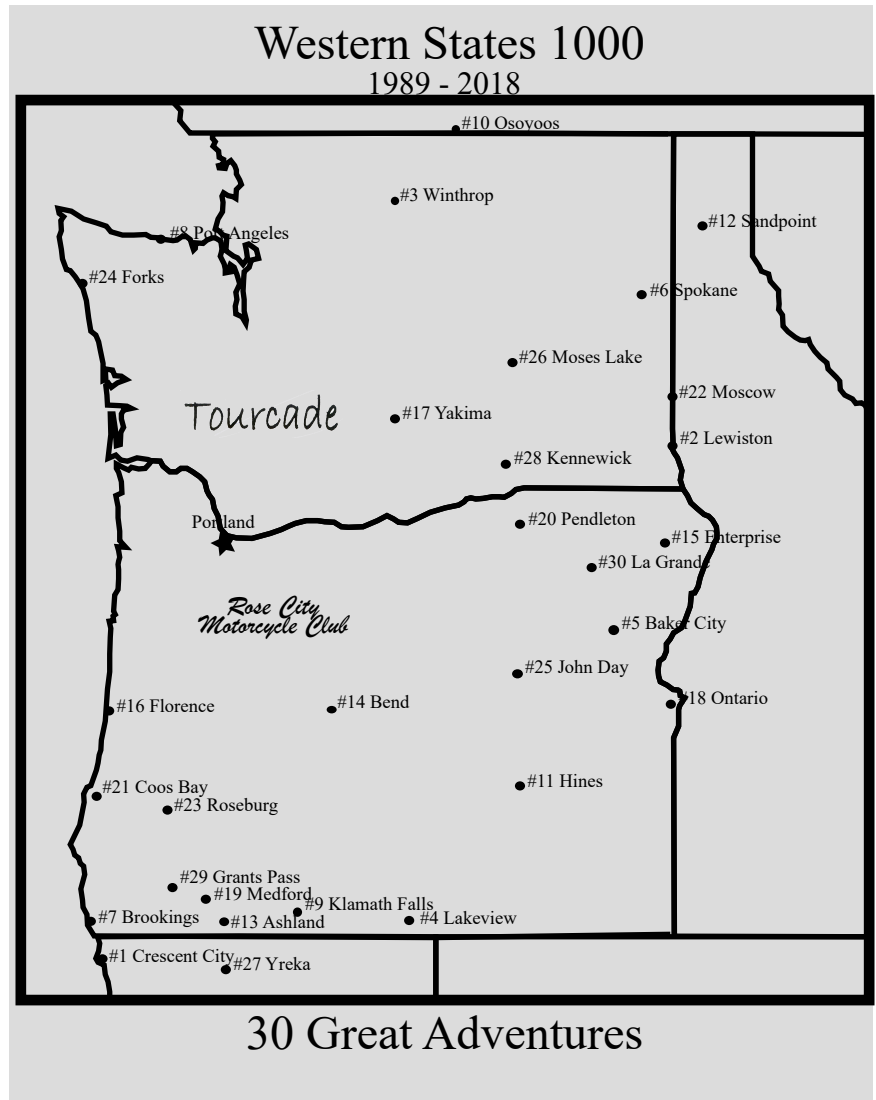 Western States 1000
1989 - 2018
#10 Osoyoos
#3 Winthrop
#12 Sandpoint
#8 Port Angeles
#24 Forks
#6 Spokane
#26 Moses Lake
#22 Moscow
Tourcade
#17 Yakima
#2 Lewiston
#28 Kennewick
Portland
#20 Pendleton
#15 Enterprise
#30 La Grande
Rose City
Motorcycle Club
#5 Baker City
#25 John Day
#16 Florence
#14 Bend
#18 Ontario
#21 Coos Bay
#23 Roseburg
#11 Hines
#29 Grants Pass
#19 Medford
#9 Klamath Falls
#7 Brookings
#13 Ashland
#4 Lakeview
#1 Crescent City
#27 Yreka
30 Great Adventures